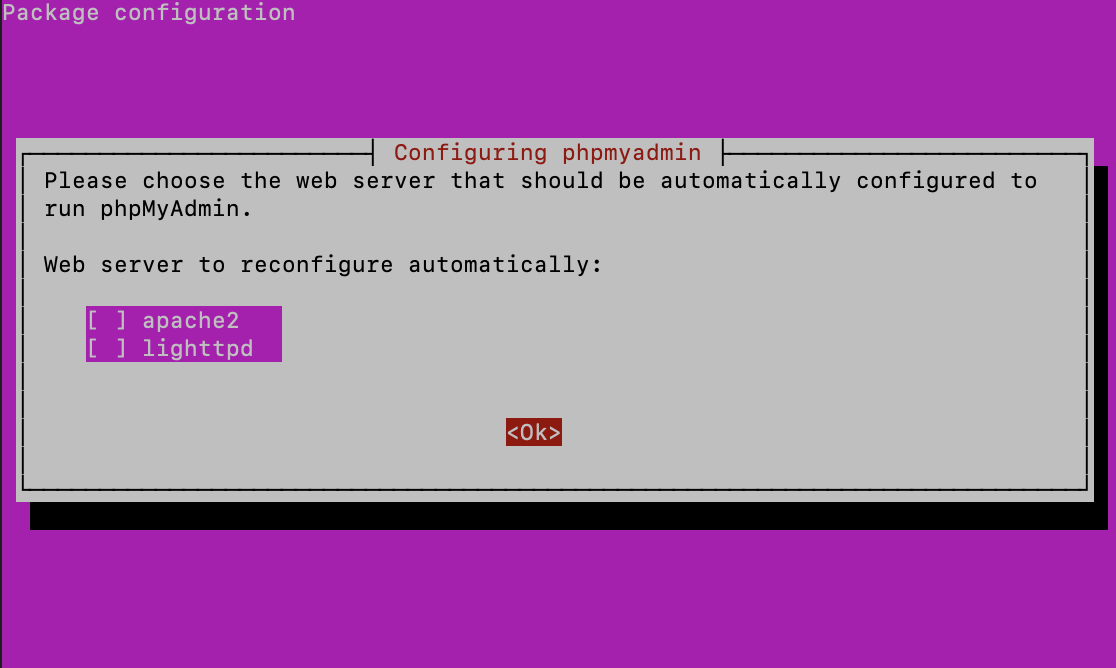 Package configuration
Configuring phpmyadmin
Please choose the web server that should be automatically configured to
run phpMyAdmin.
Web server to reconfigure automatically:
[ ] apache2
[ ] lighttpd
<Ok>